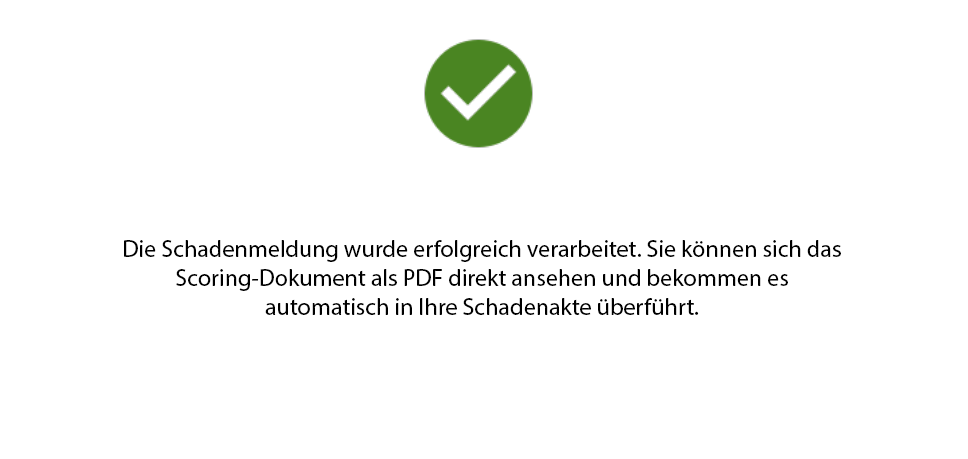 Die Schadenmeldung wurde erfolgreich verarbeitet. Sie können sich das
Scoring-Dokument als PDF direkt ansehen und bekommen es
automatisch in Ihre Schadenakte überführt.